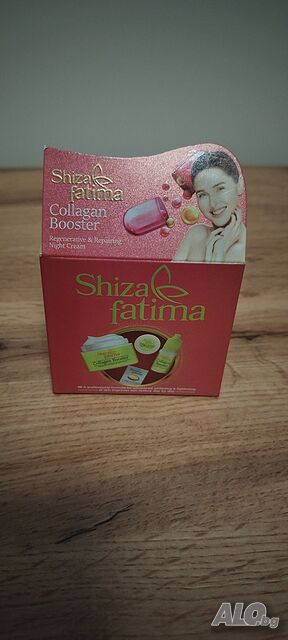 Shiza
fatima
Collagan
Booster
Regenerative & Repairing
Night Cream
Shiza
fatima
Collagen Booster
ALO.bg